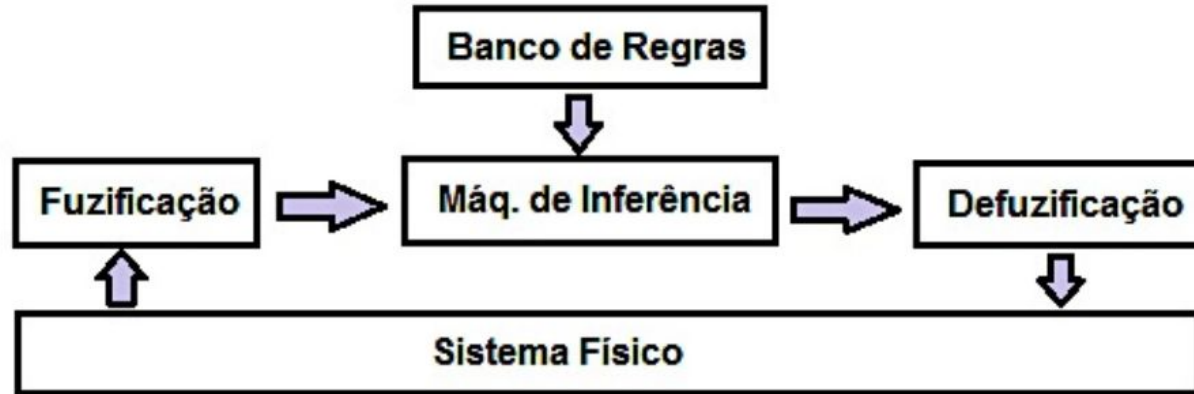 Banco de Regras
Fuzificação
Máq. de Inferência
Defuzificação
Sistema Físico